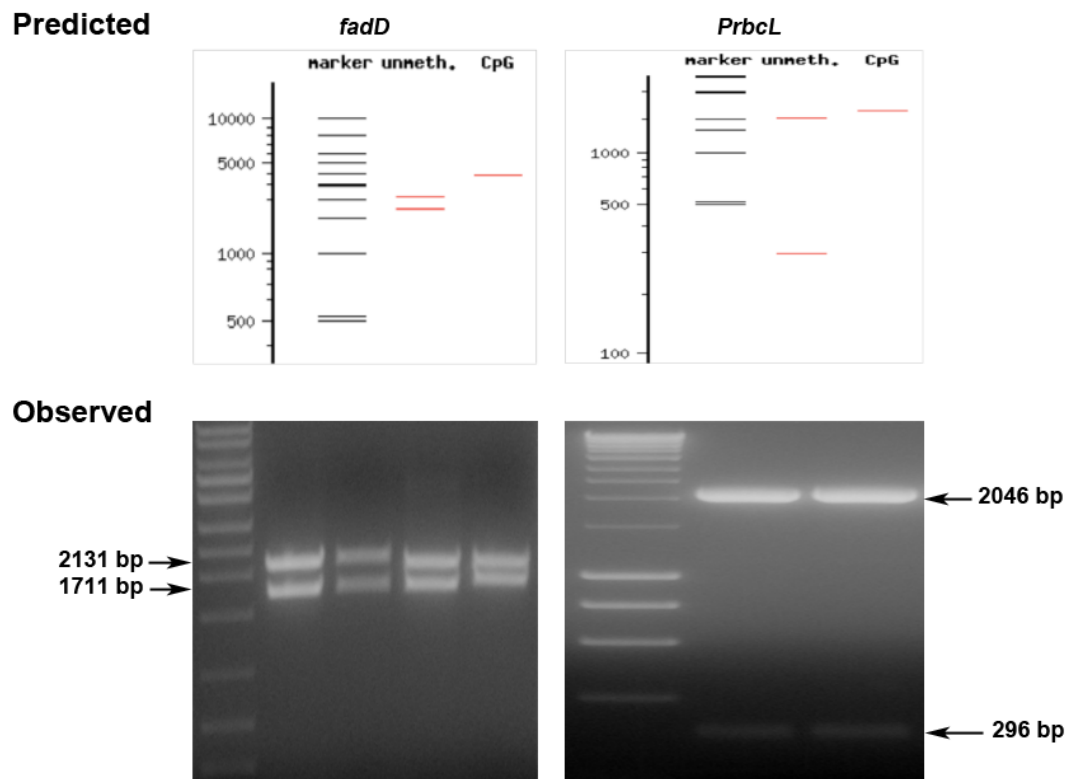 Predicted
fadD
PrbcL
marker unmeth. CpG
10000
5000
1000
500
marker unmeth. CpG
1000
500
100
Observed
2131 bp
1711 bp
2046 bp
296 bp